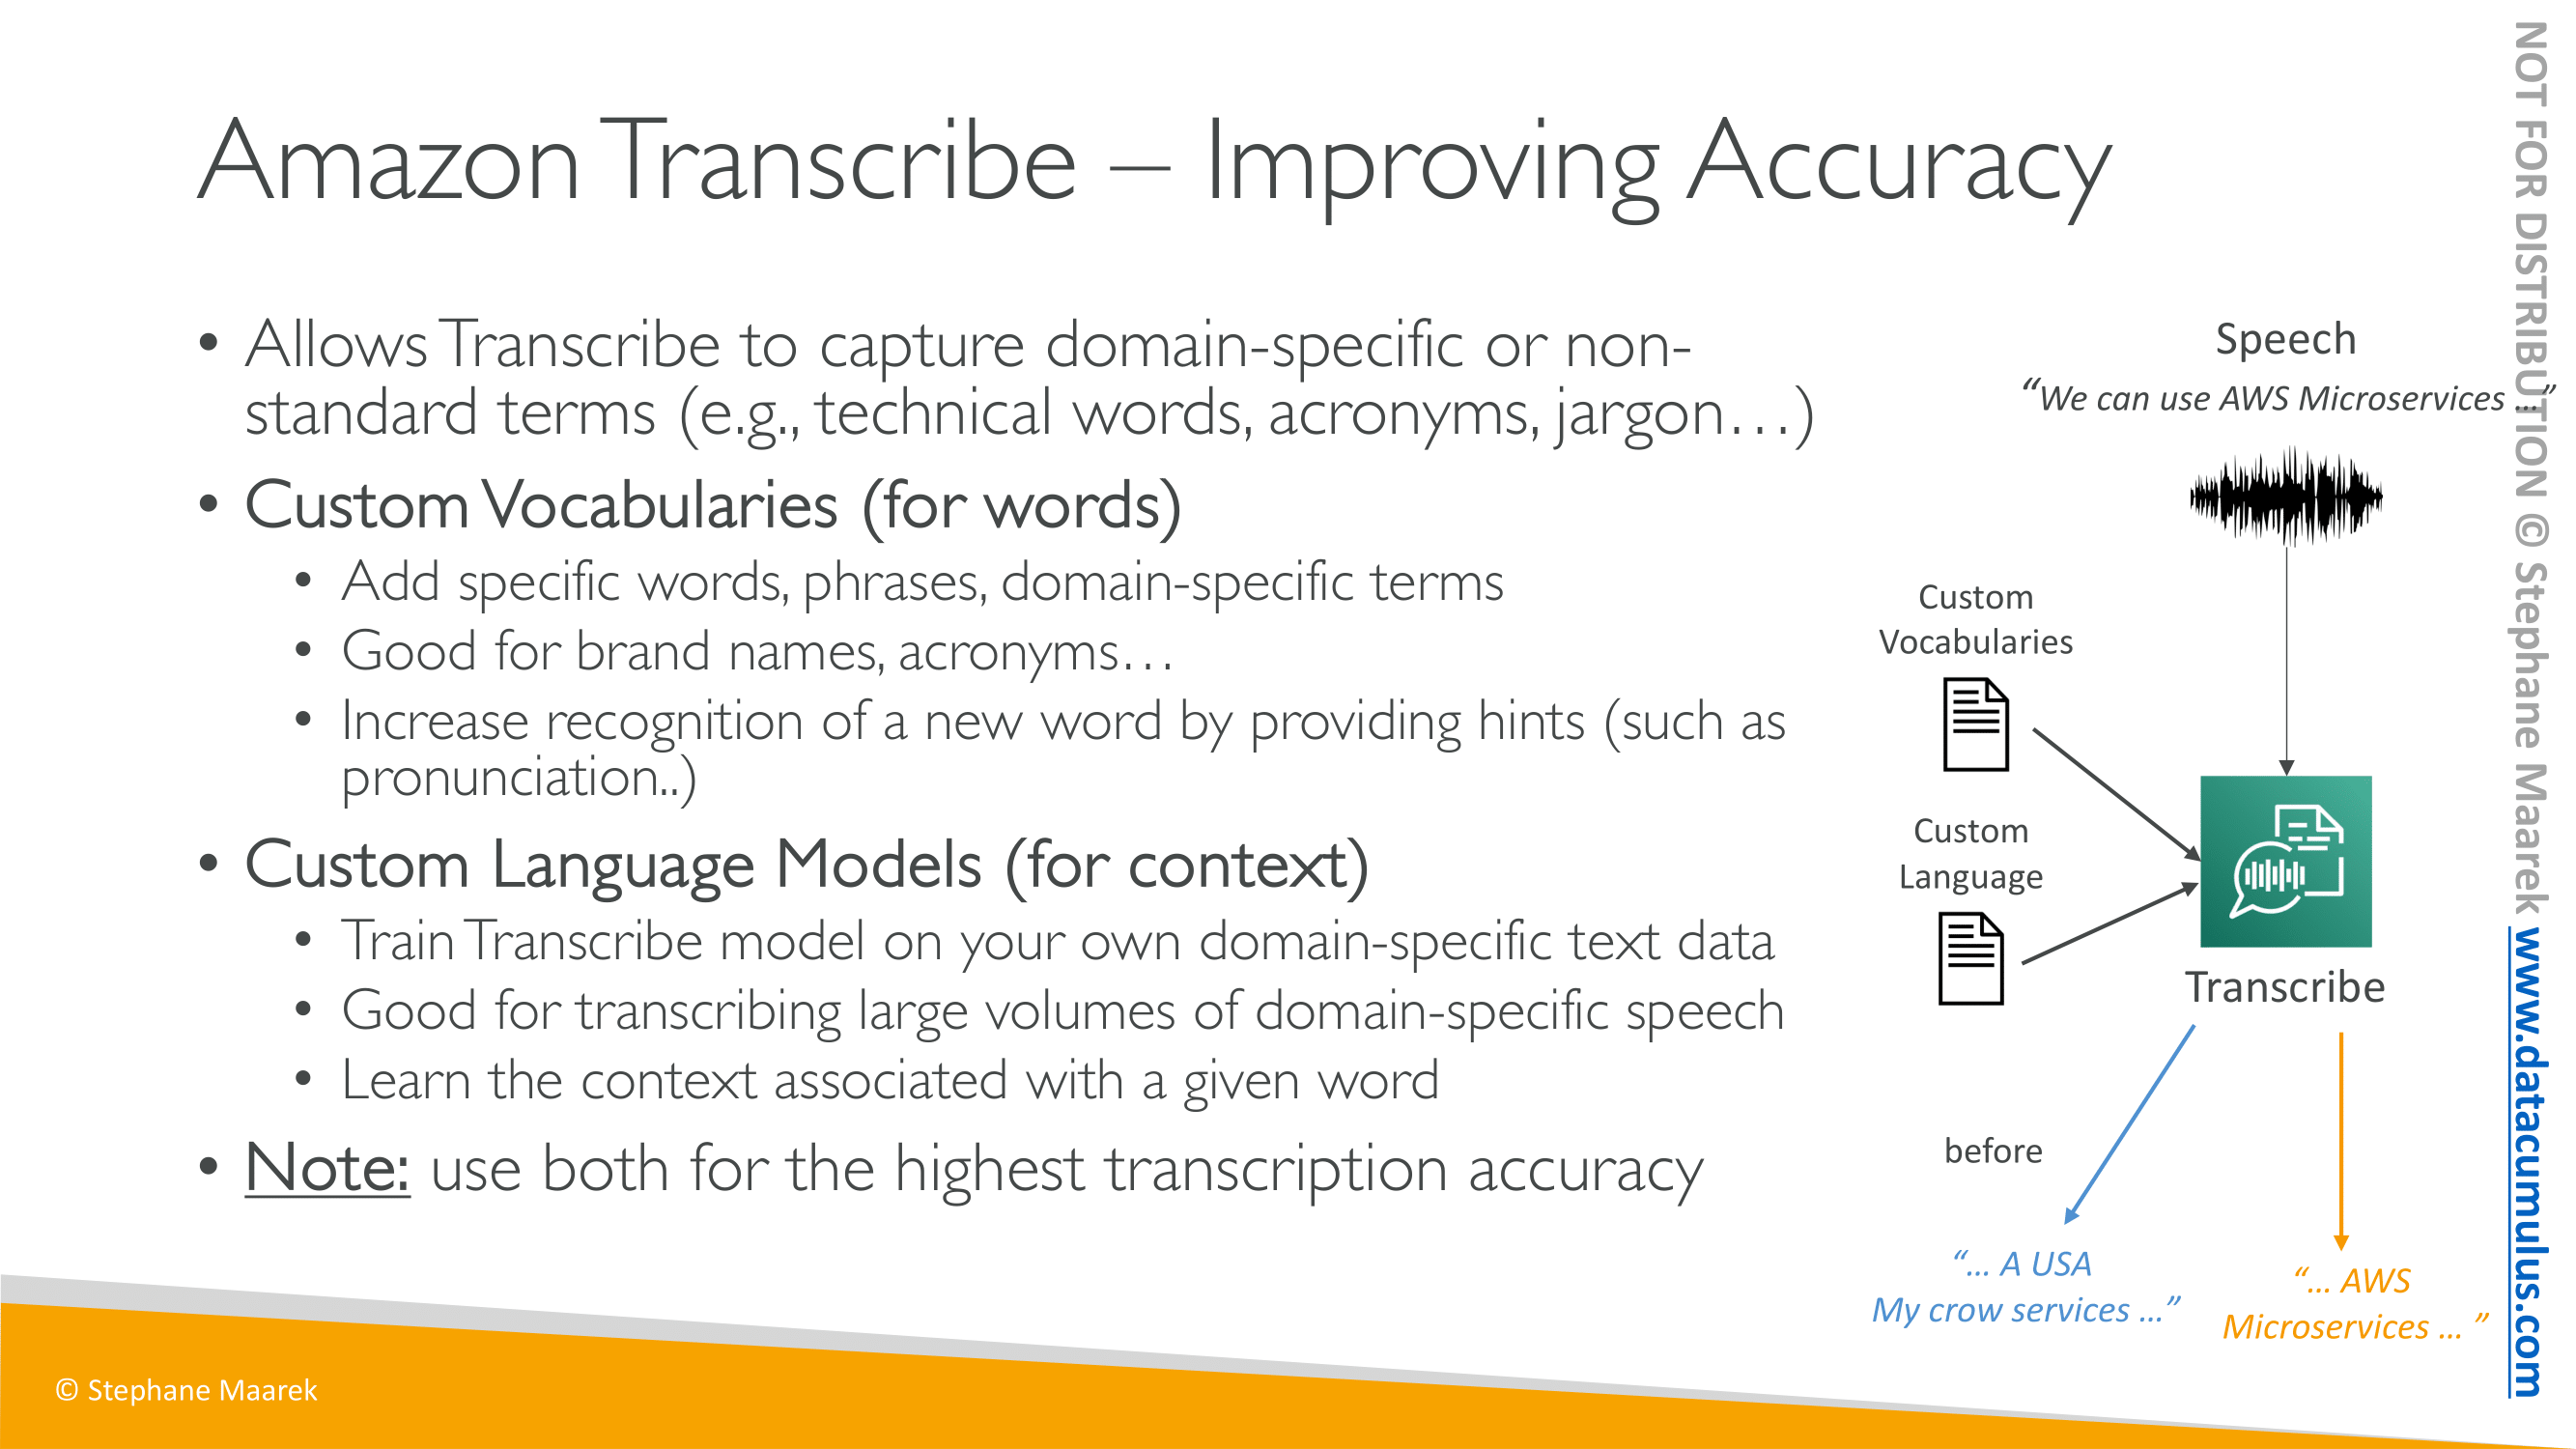 Amazon Transcribe – Improving Accuracy
• Allows Transcribe to capture domain-specific or non-
standard terms (e.g., technical words, acronyms, jargon…)
• Custom Vocabularies (for words)
• Add specific words, phrases, domain-specific terms
• Good for brand names, acronyms…
• Increase recognition of a new word by providing hints (such as
pronunciation..)
• Custom Language Models (for context)
• Train Transcribe model on your own domain-specific text data
• Good for transcribing large volumes of domain-specific speech
• Learn the context associated with a given word
• Note: use both for the highest transcription accuracy
Speech
“We can use AWS Microservices …”
Custom
Vocabularies
Custom
Language
Transcribe
before
“… A USA
My crow services …”
“… AWS
Microservices … ”
© Stephane Maarek
NOT FOR DISTRIBUTION © Stephane Maarek www.datacumulus.com